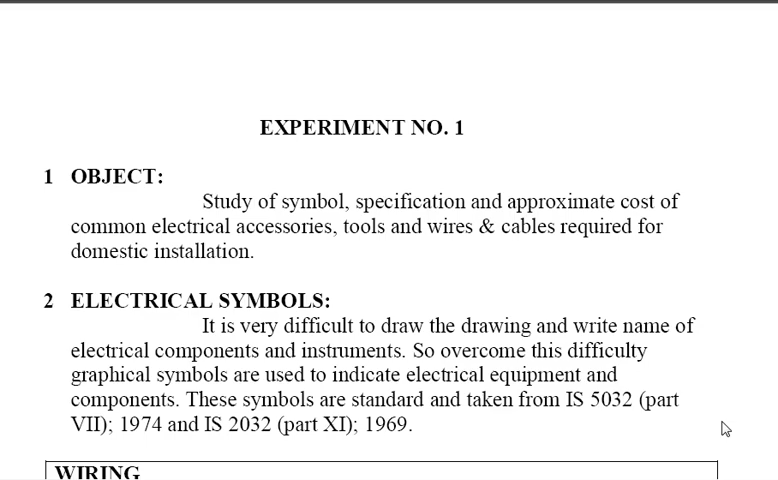 EXPERIMENT NO. 1
1 OBJECT:
Study of symbol, specification and approximate cost of
common electrical accessories, tools and wires & cables required for
domestic installation.
2 ELECTRICAL SYMBOLS:
It is very difficult to draw the drawing and write name of
electrical components and instruments. So overcome this difficulty
graphical symbols are used to indicate electrical equipment and
components. These symbols are standard and taken from IS 5032 (part
VII); 1974 and IS 2032 (part XI); 1969.
WIRING